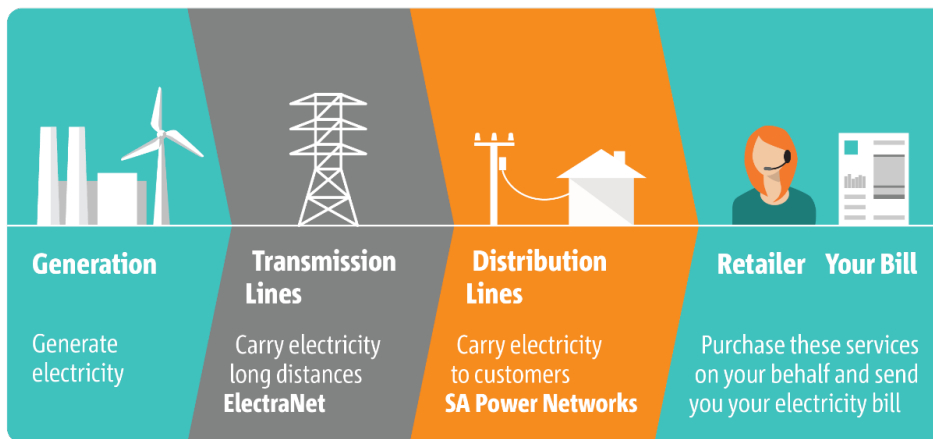 Generation
Generate
electricity
Transmission
Lines
Carry electricity
long distances
ElectraNet
Distribution
Lines
Carry electricity
to customers
SA Power Networks
Retailer Your Bill
Purchase these services
on your behalf and send
you your electricity bill